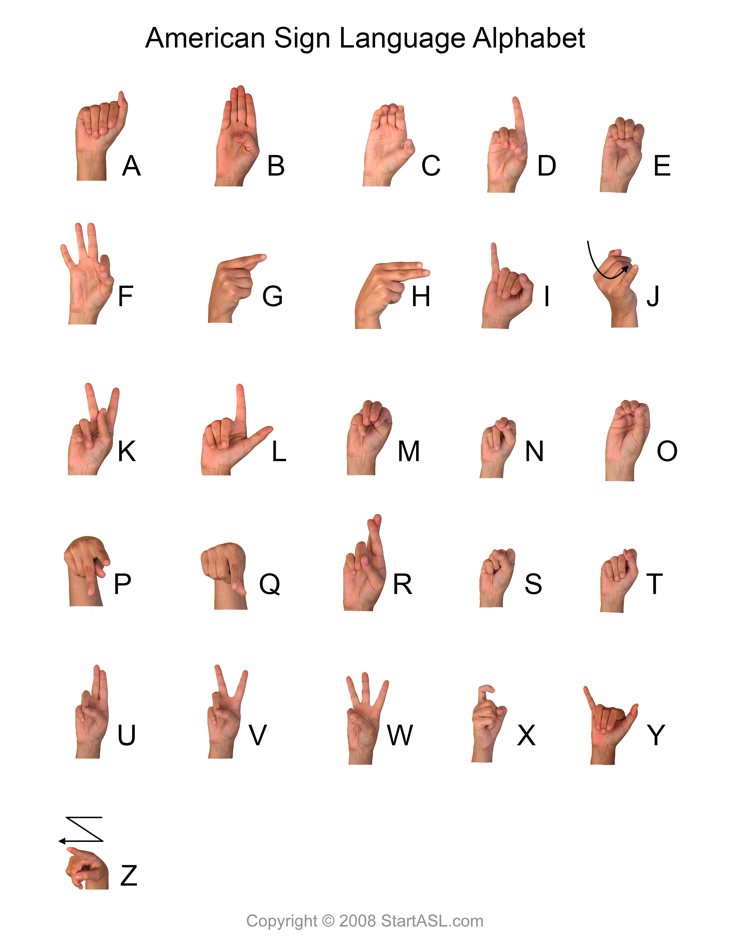 American Sign Language Alphabet
A B C D E
F G H I J
K L M N O
P Q R S T
U V W X Y
Z
Copyright © 2008 StartASL.com